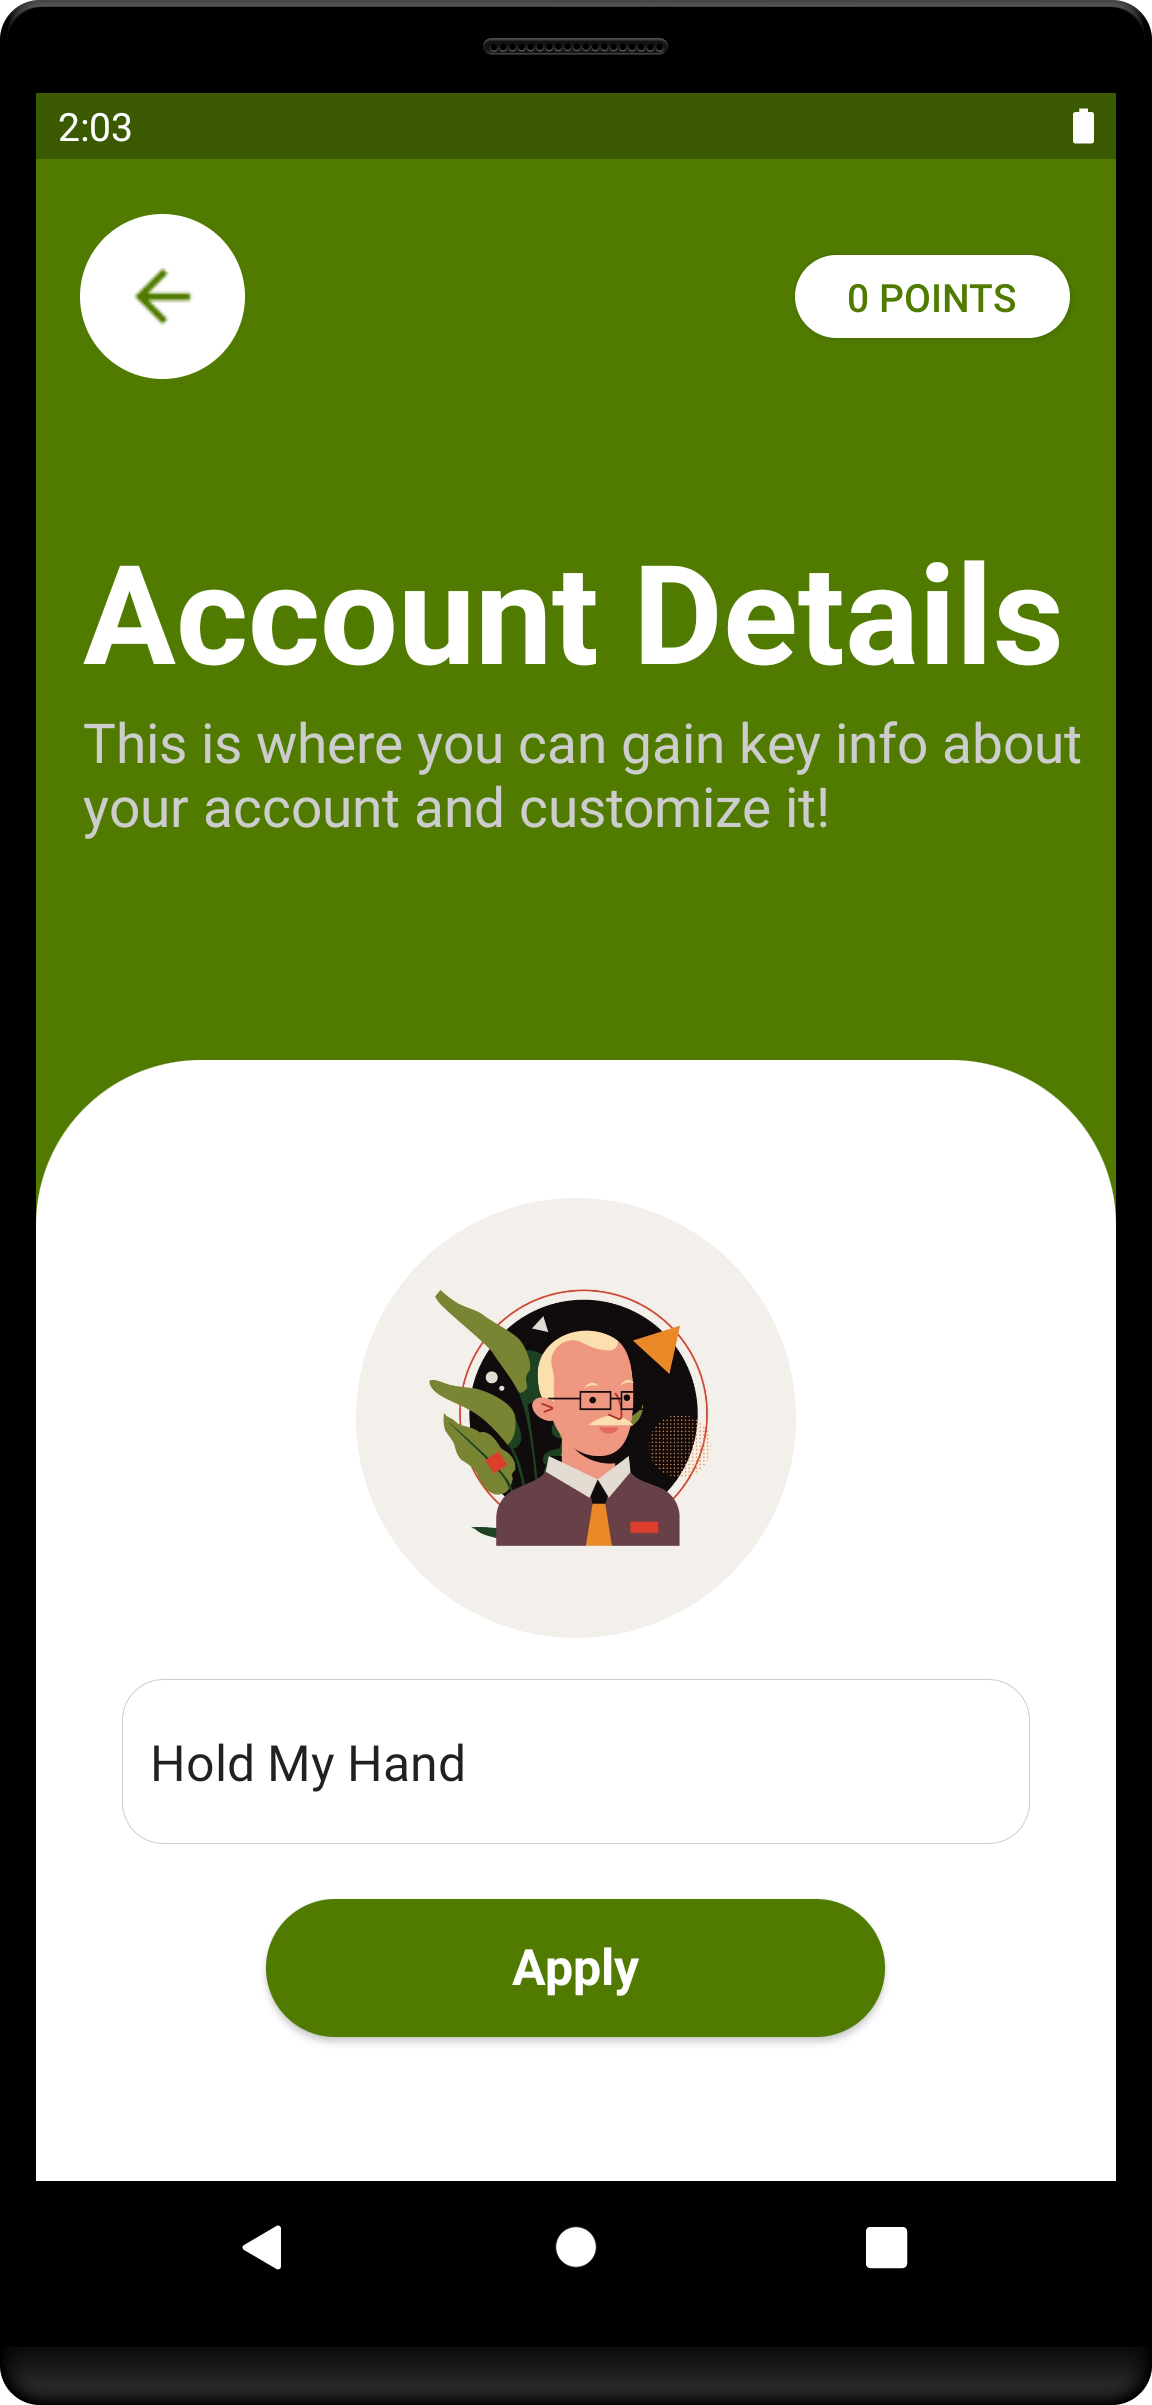 2:03
0 POINTS
Account Details
This is where you can gain key info about
your account and customize it!
Hold My Hand
Apply